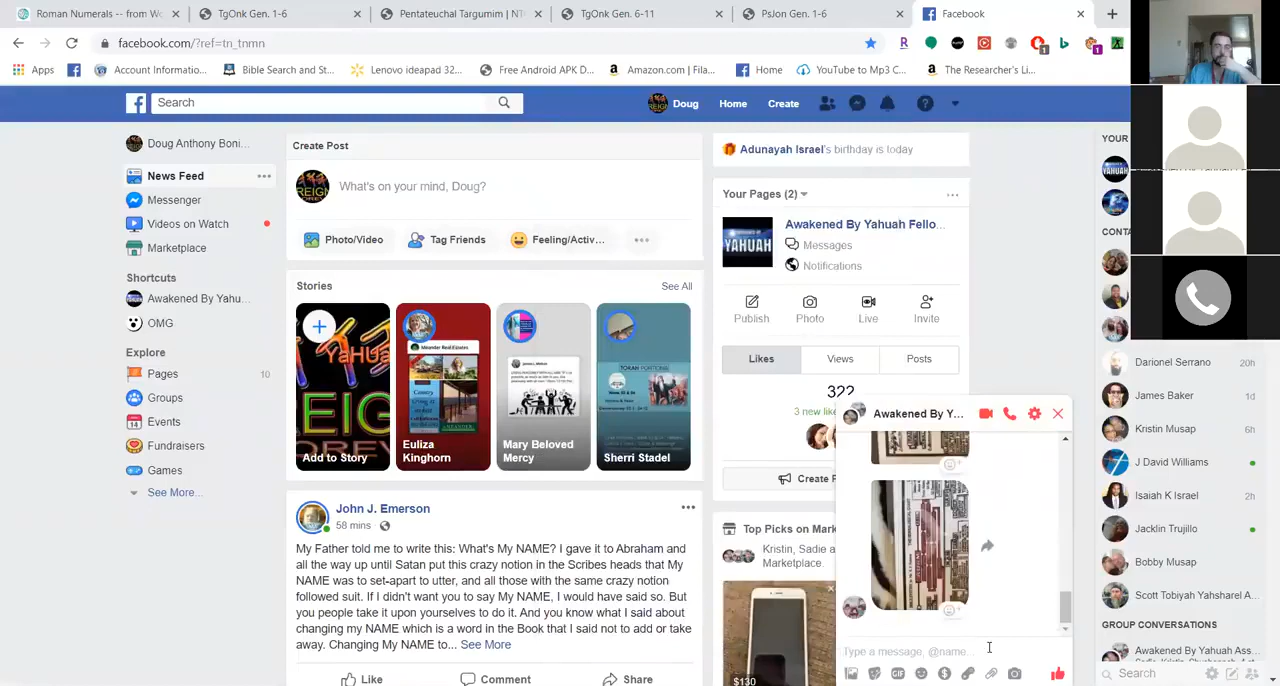 Roman Numerals -- from Wo
TgOnk Gen. 1-6
Pentateuchal Targumim | NT
TgOnk Gen. 6-11
PsJon Gen. 1-6
Facebook
facebook.com/?ref=tn_tnmn
Apps
Account Informatio...
Bible Search and St...
Lenovo ideapad 32...
Free Android APK D...
Amazon.com | Fila...
Home
YouTube to Mp3 C...
The Researcher's Li...
Search
Doug
Home
Create
Doug Anthony Boni...
News Feed
Messenger
Videos on Watch
Marketplace
Shortcuts
Awakened By Yahu...
OMG
Explore
Pages
10
Groups
Events
Fundraisers
Games
See More...
Create Post
What's on your mind, Doug?
Photo/Video
Tag Friends
Feeling/Activ...
Stories
See All
YaHuaH
REIGN
Add to Story
Euliza
Kinghorn
Mary Beloved
Mercy
TORAH PORTION
Sherri Stadel
John J. Emerson
58 mins
My Father told me to write this: What's My NAME? I gave it to Abraham and
all the way up until Satan put this crazy notion in the Scribes heads that My
NAME was to set-apart to utter, and all those with the same crazy notion
followed suit. If I didn't want you to say My NAME, I would have said so. But
you people take it upon yourselves to do it. And you know what I said about
changing my NAME which is a word in the Book that I said not to add or take
away. Changing My NAME to... See More
Like
Comment
Share
Adunayah Israel's birthday is today
Your Pages (2)
YAHUAH
Awakened By Yahuah Fello...
Messages
Notifications
Publish
Photo
Live
Invite
Likes
Views
Posts
322
3 new like
Create P
Top Picks on Mark
Kristin, Sadie a
Marketplace.
$130
Awakened By Y...
Type a message, @name...
GIF
YOUR
CONTA
Darionel Serrano
20h
James Baker
1d
Kristin Musap
6h
J David Williams
Isaiah K Israel
2h
Jacklin Trujillo
Bobby Musap
Scott Tobiyah Yahsharel A...
GROUP CONVERSATIONS
Awakened By Yahuah Ass...
Search